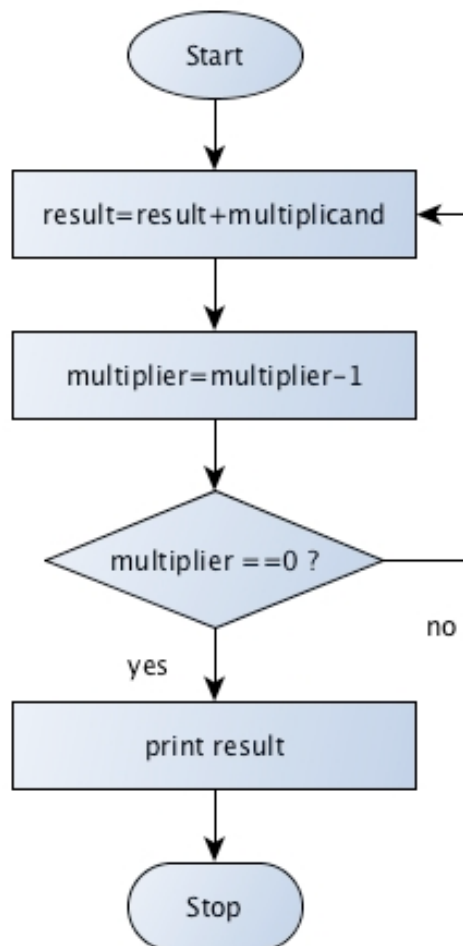 Start
result=result+multiplicand
multiplier=multiplier-1
multiplier ==0 ?
no
yes
print result
Stop